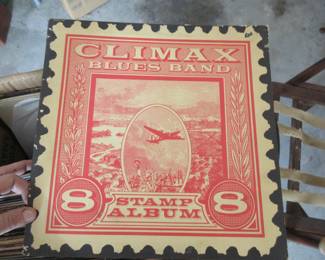 CLIMAX
BLUES BAND
8 STAMP 8
ALBUM